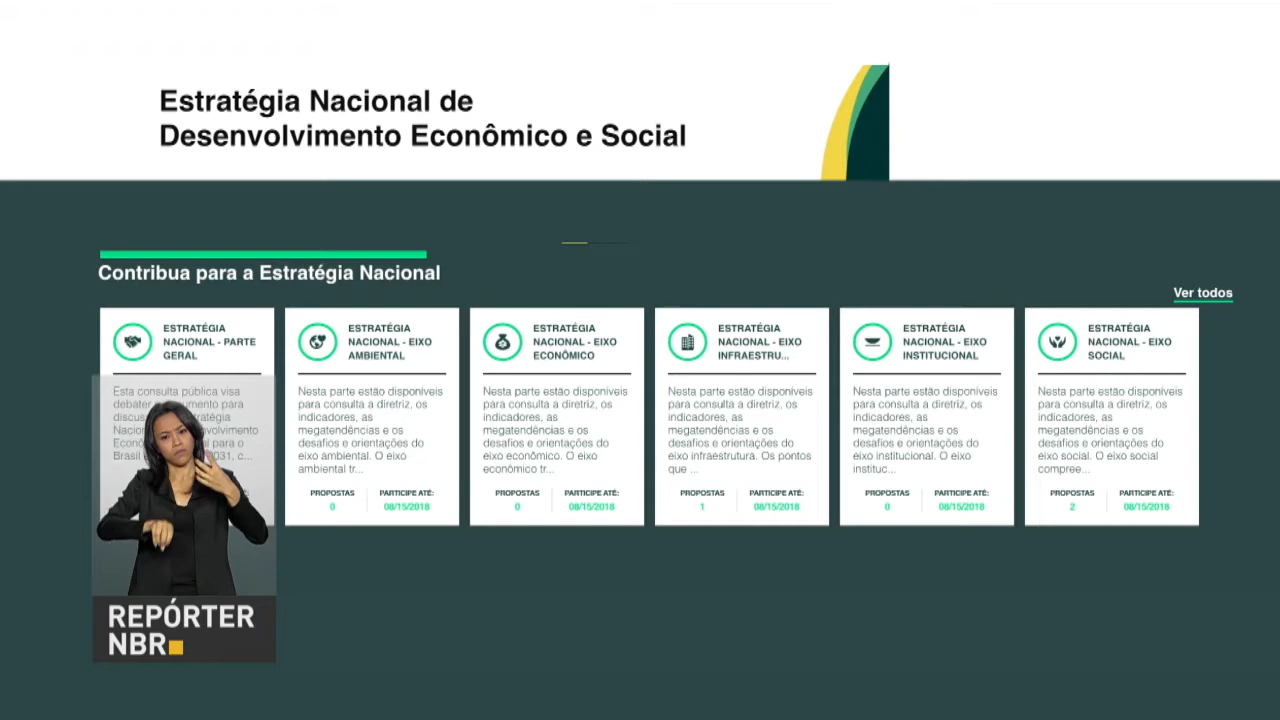 Estratégia Nacional de
Desenvolvimento Econômico e Social
Contribua para a Estratégia Nacional
Ver todos
ESTRATÉGIA
NACIONAL - PARTE
GERAL
Esta consulta pública visa
debater umento para
discus ratégia
Nacion volvimento
Econô al para o
Brasil 031, c...
ESTRATÉGIA
NACIONAL - EIXO
AMBIENTAL
Nesta parte estão disponíveis
para consulta a diretriz, os
indicadores, as
megatendências e os
desafios e orientações do
eixo ambiental. O eixo
ambiental tr...
PROPOSTAS
PARTICIPE ATÉ:
0
08/15/2018
ESTRATÉGIA
NACIONAL - EIXO
ECONÔMICO
Nesta parte estão disponíveis
para consulta a diretriz, os
indicadores, as
megatendências e os
desafios e orientações do
eixo econômico. O eixo
econômico tr...
PROPOSTAS
PARTICIPE ATÉ:
0
08/15/2018
ESTRATÉGIA
NACIONAL - EIXO
INFRAESTRU...
Nesta parte estão disponíveis
para consulta a diretriz, os
indicadores, as
megatendências e os
desafios e orientações do
eixo infraestrutura. Os pontos
que ...
PROPOSTAS
PARTICIPE ATÉ:
1
08/15/2018
ESTRATÉGIA
NACIONAL - EIXO
INSTITUCIONAL
Nesta parte estão disponíveis
para consulta a diretriz, os
indicadores, as
megatendências e os
desafios e orientações do
eixo institucional. O eixo
instituc...
PROPOSTAS
PARTICIPE ATÉ:
0
08/15/2018
ESTRATÉGIA
NACIONAL - EIXO
SOCIAL
Nesta parte estão disponíveis
para consulta a diretriz, os
indicadores, as
megatendências e os
desafios e orientações do
eixo social. O eixo social
compree...
PROPOSTAS
PARTICIPE ATÉ:
2
08/15/2018
REPÓRTER
NBR